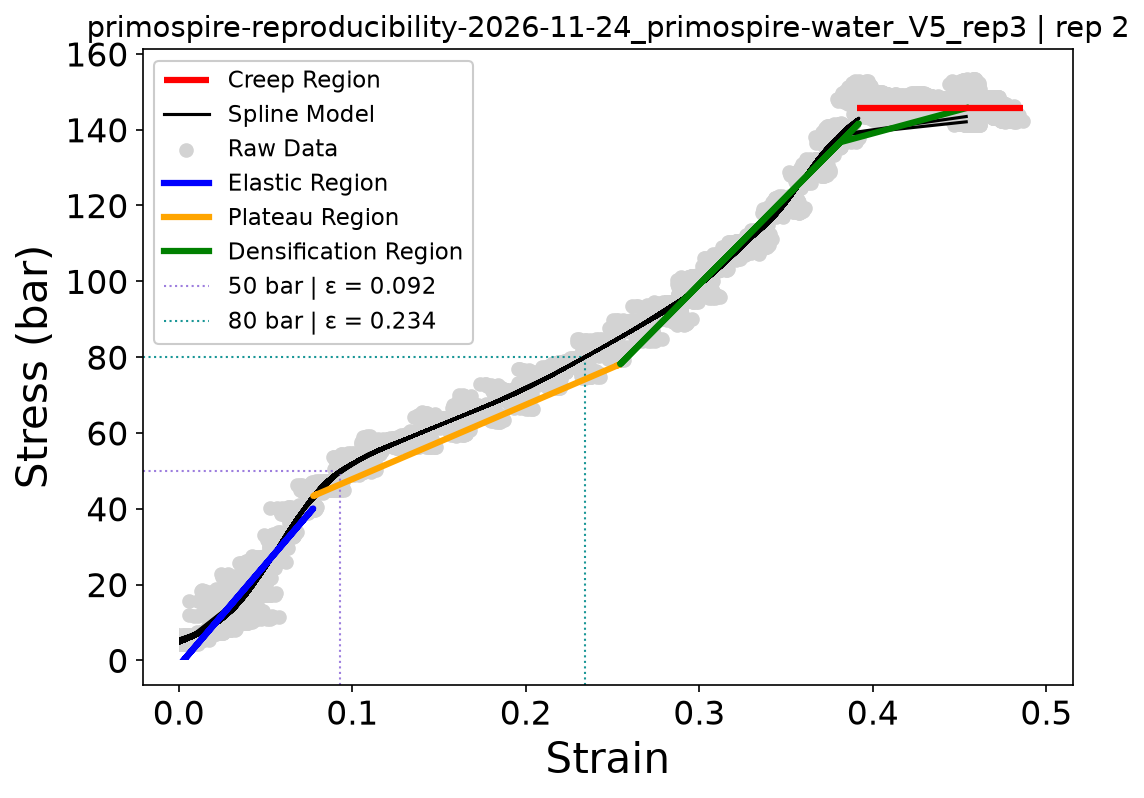 primospire-reproducibility-2026-11-24_primospire-water_V5_rep3 | rep 2
Stress (bar)
160
140
120
100
80
60
40
20
0
Creep Region
Spline Model
Raw Data
Elastic Region
Plateau Region
Densification Region
50 bar | ε = 0.092
80 bar | ε = 0.234
0.0 0.1 0.2 0.3 0.4 0.5
Strain